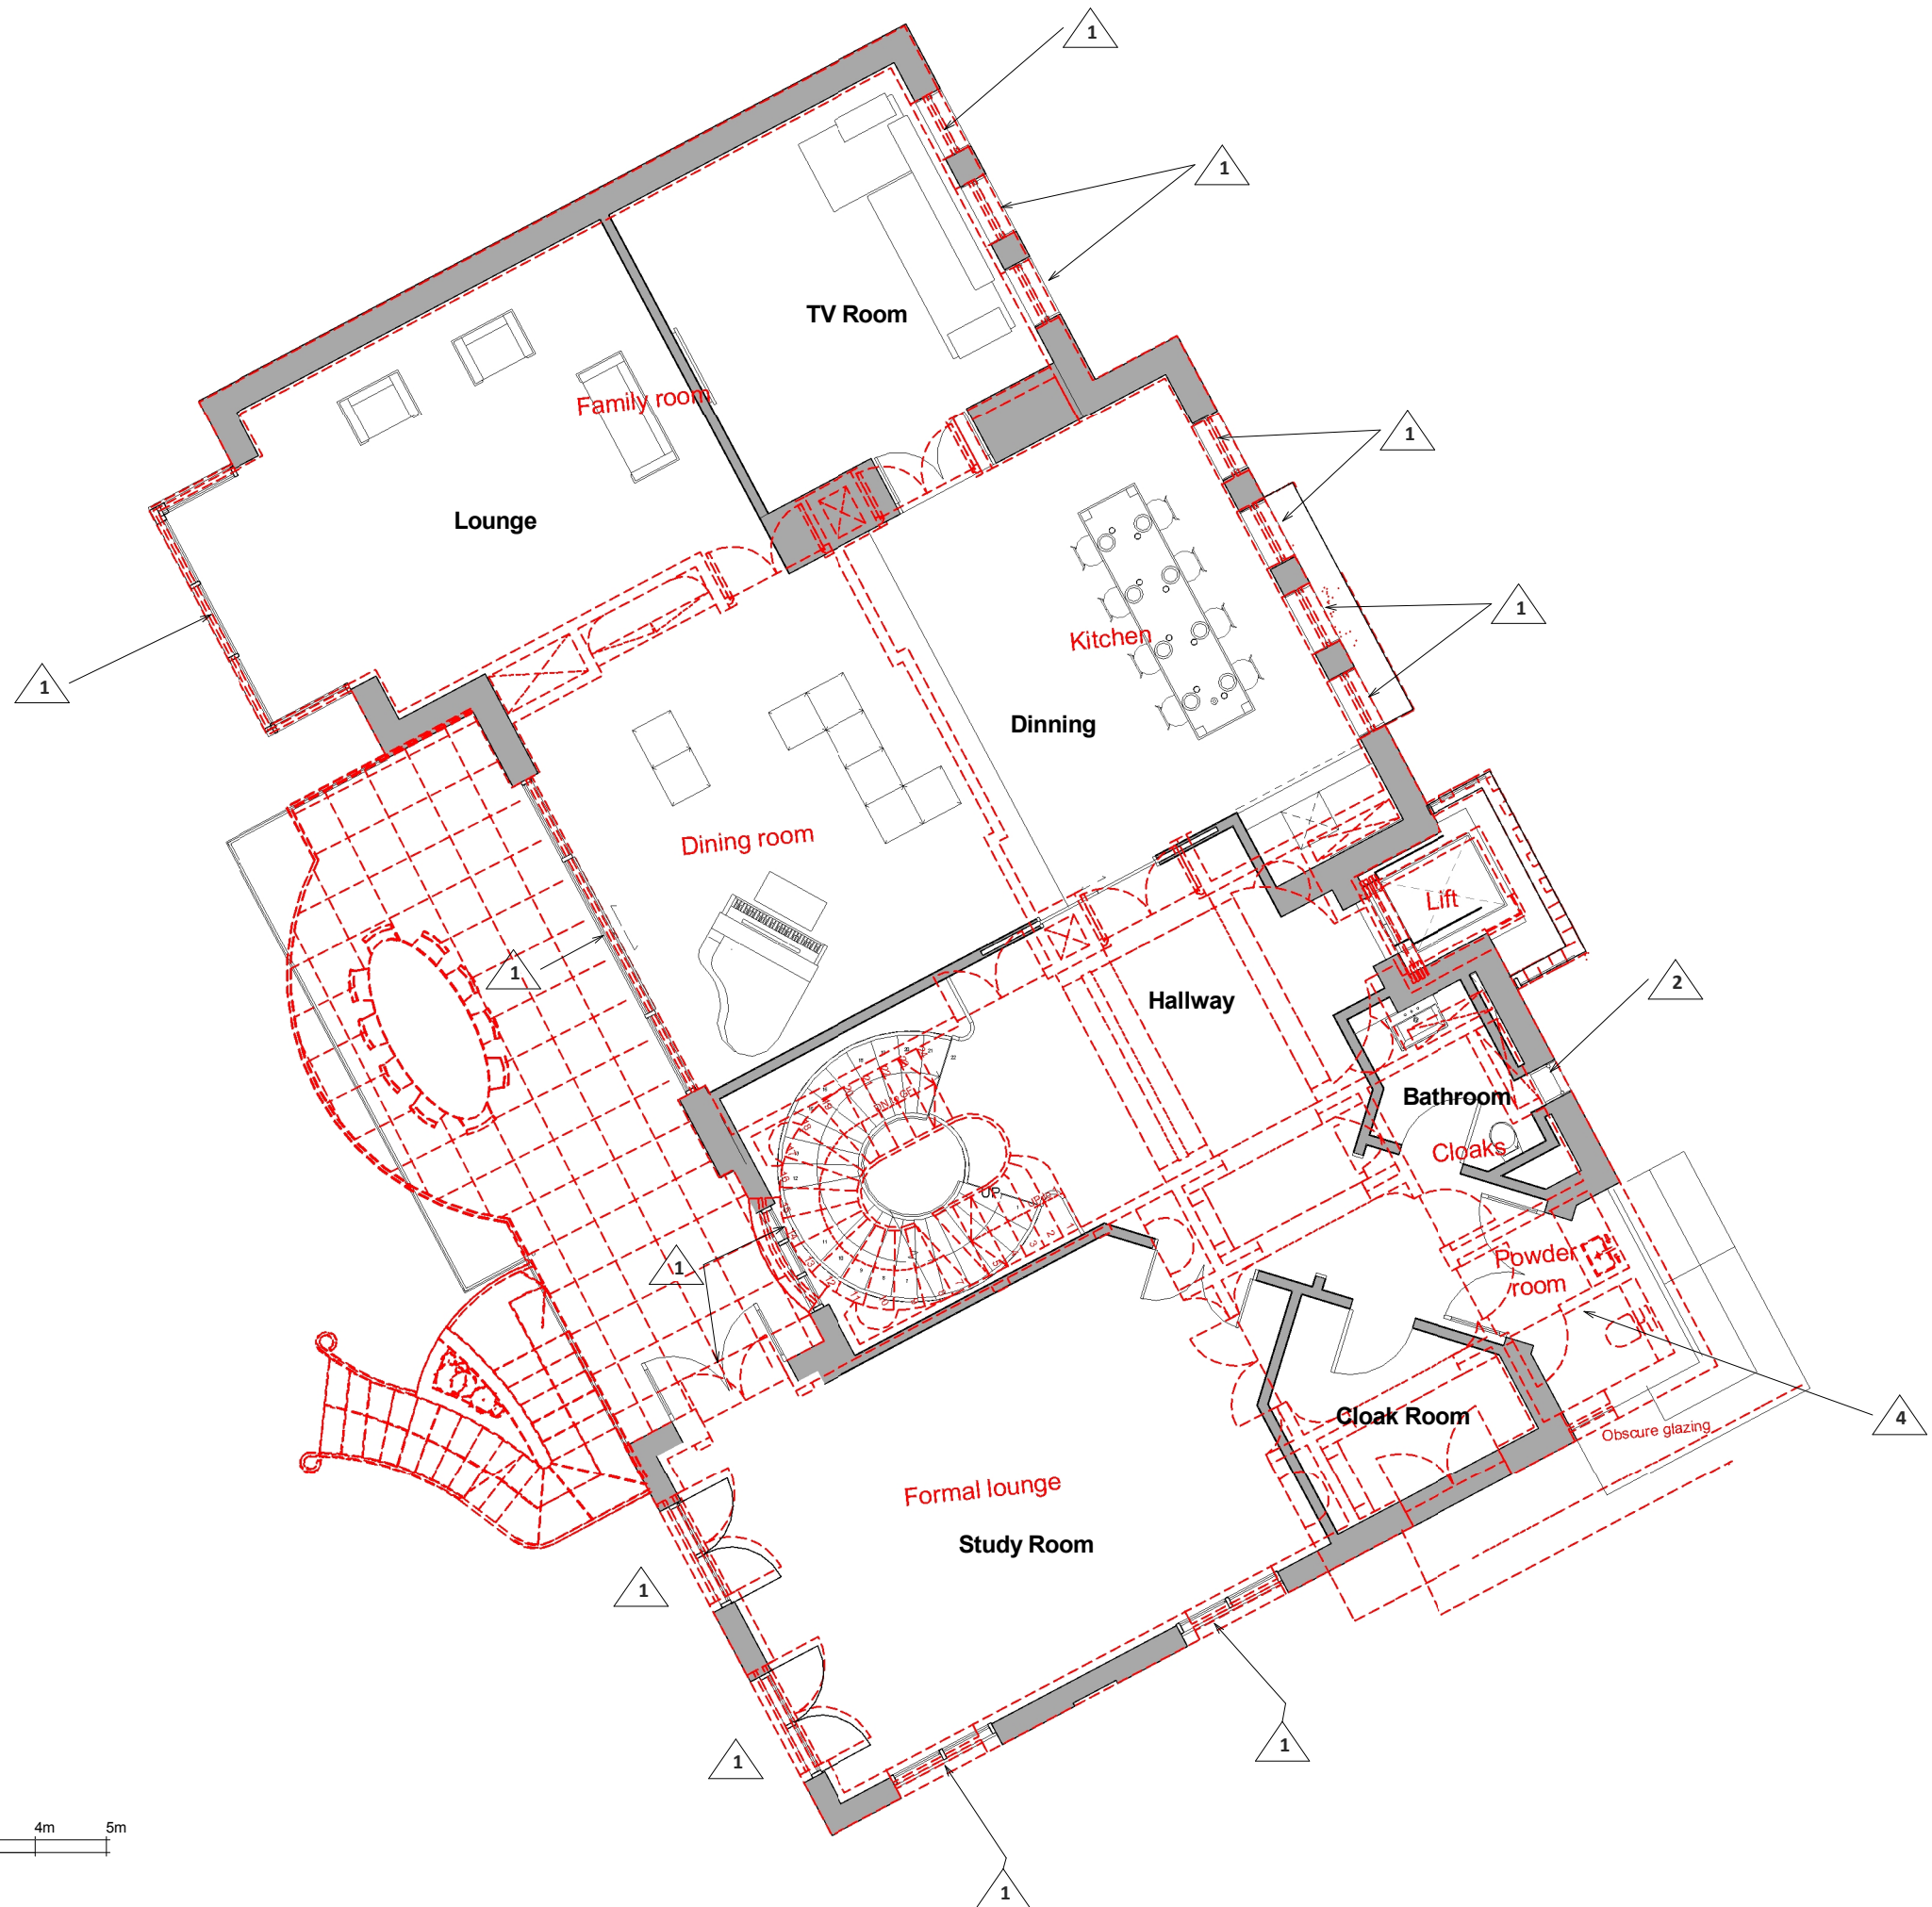 1
1
TV Room
Family room
1
Lounge
1
Kitchen
1
Dinning
Dining room
Lift
1
Hallway
2
Bathroom
Cloaks
UP
Powder
room
1
4
Cloak Room
Obscure glazing
Formal lounge
Study Room
1
1
1
4m
5m
1